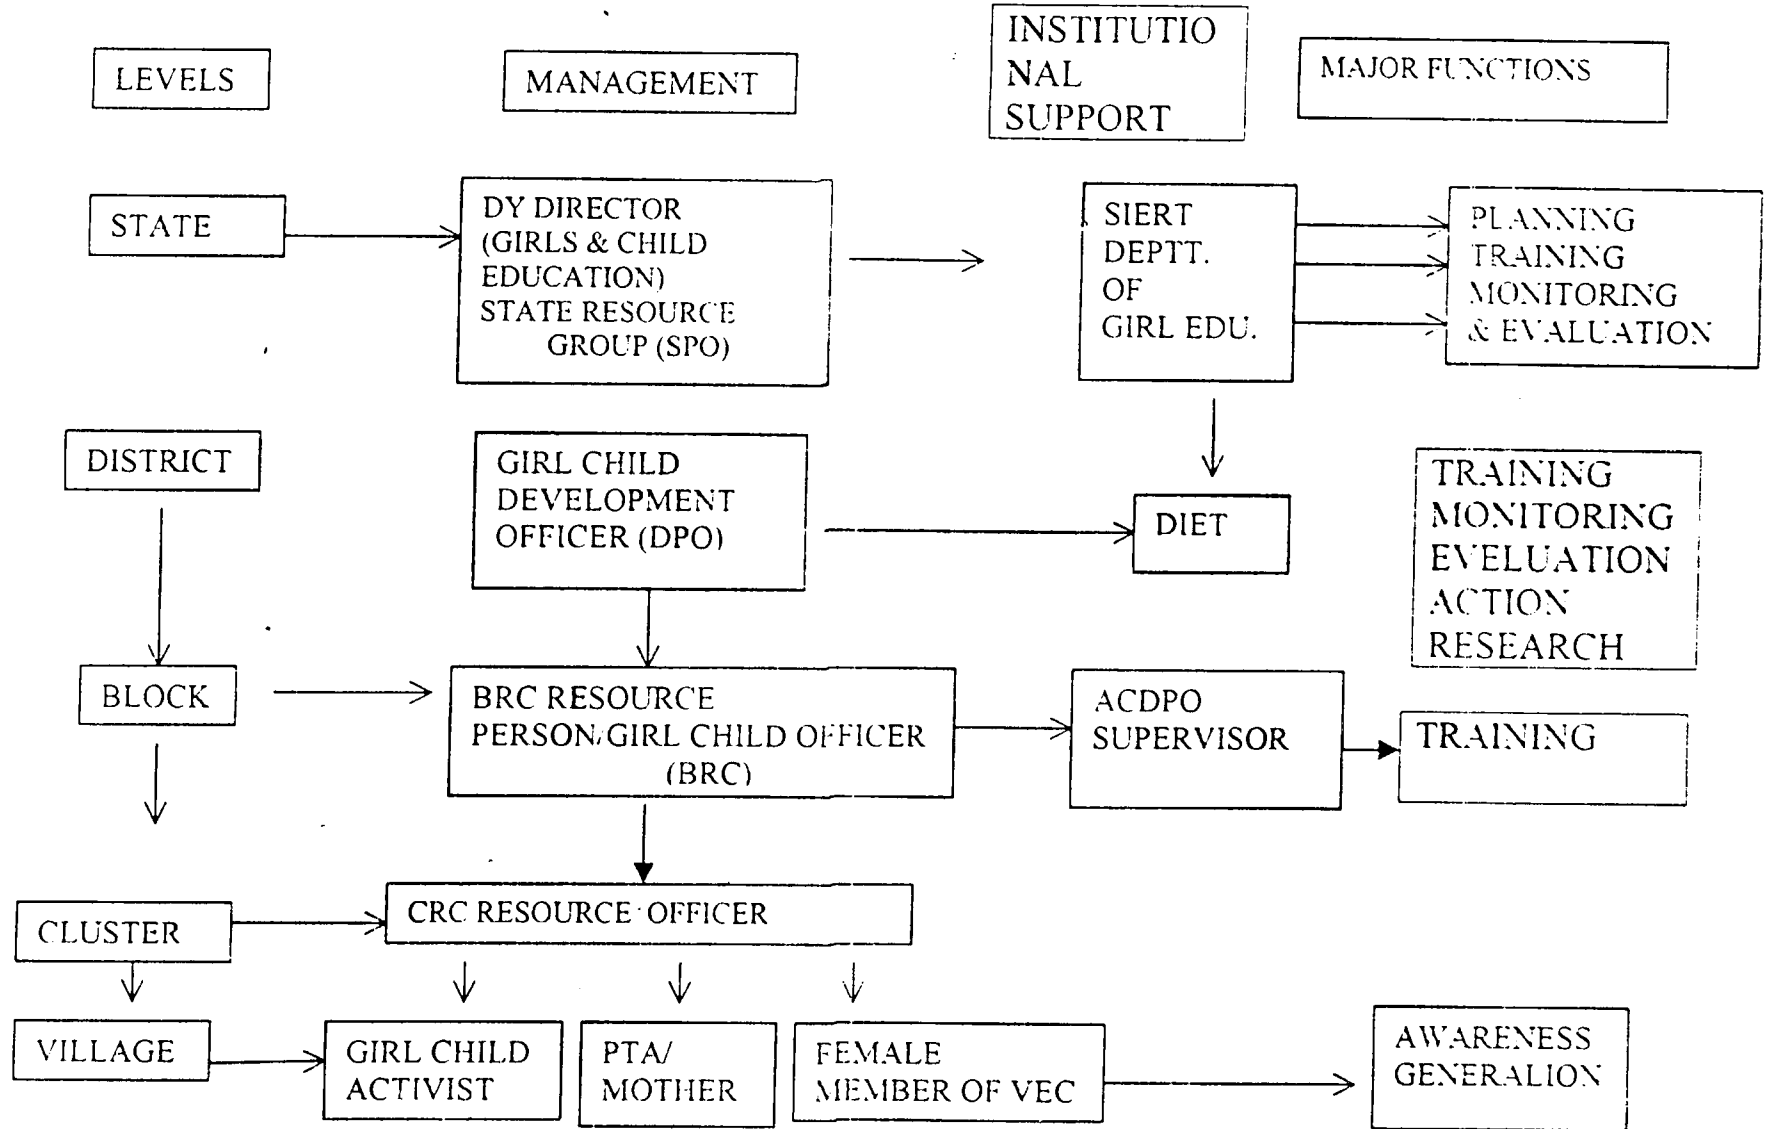 LEVELS
MANAGEMENT
INSTITUTIO
NAL
SUPPORT
MAJOR FUNCTIONS
STATE
DY DIRECTOR
(GIRLS & CHILD
EDUCATION)
STATE RESOURCE
GROUP (SPO)
SIERT
DEPTT.
OF
GIRL EDU.
PLANNING
TRAINING
MONITORING
& EVALUATION
DISTRICT
GIRL CHILD
DEVELOPMENT
OFFICER (DPO)
DIET
TRAINING
MONITORING
EVELUATION
ACTION
RESEARCH
BLOCK
BRC RESOURCE
PERSON/GIRL CHILD OFFICER
(BRC)
ACDPO
SUPERVISOR
TRAINING
CLUSTER
CRC RESOURCE OFFICER
VILLAGE
GIRL CHILD
ACTIVIST
PTA/
MOTHER
FEMALE
MEMBER OF VEC
AWARENESS
GENERALION